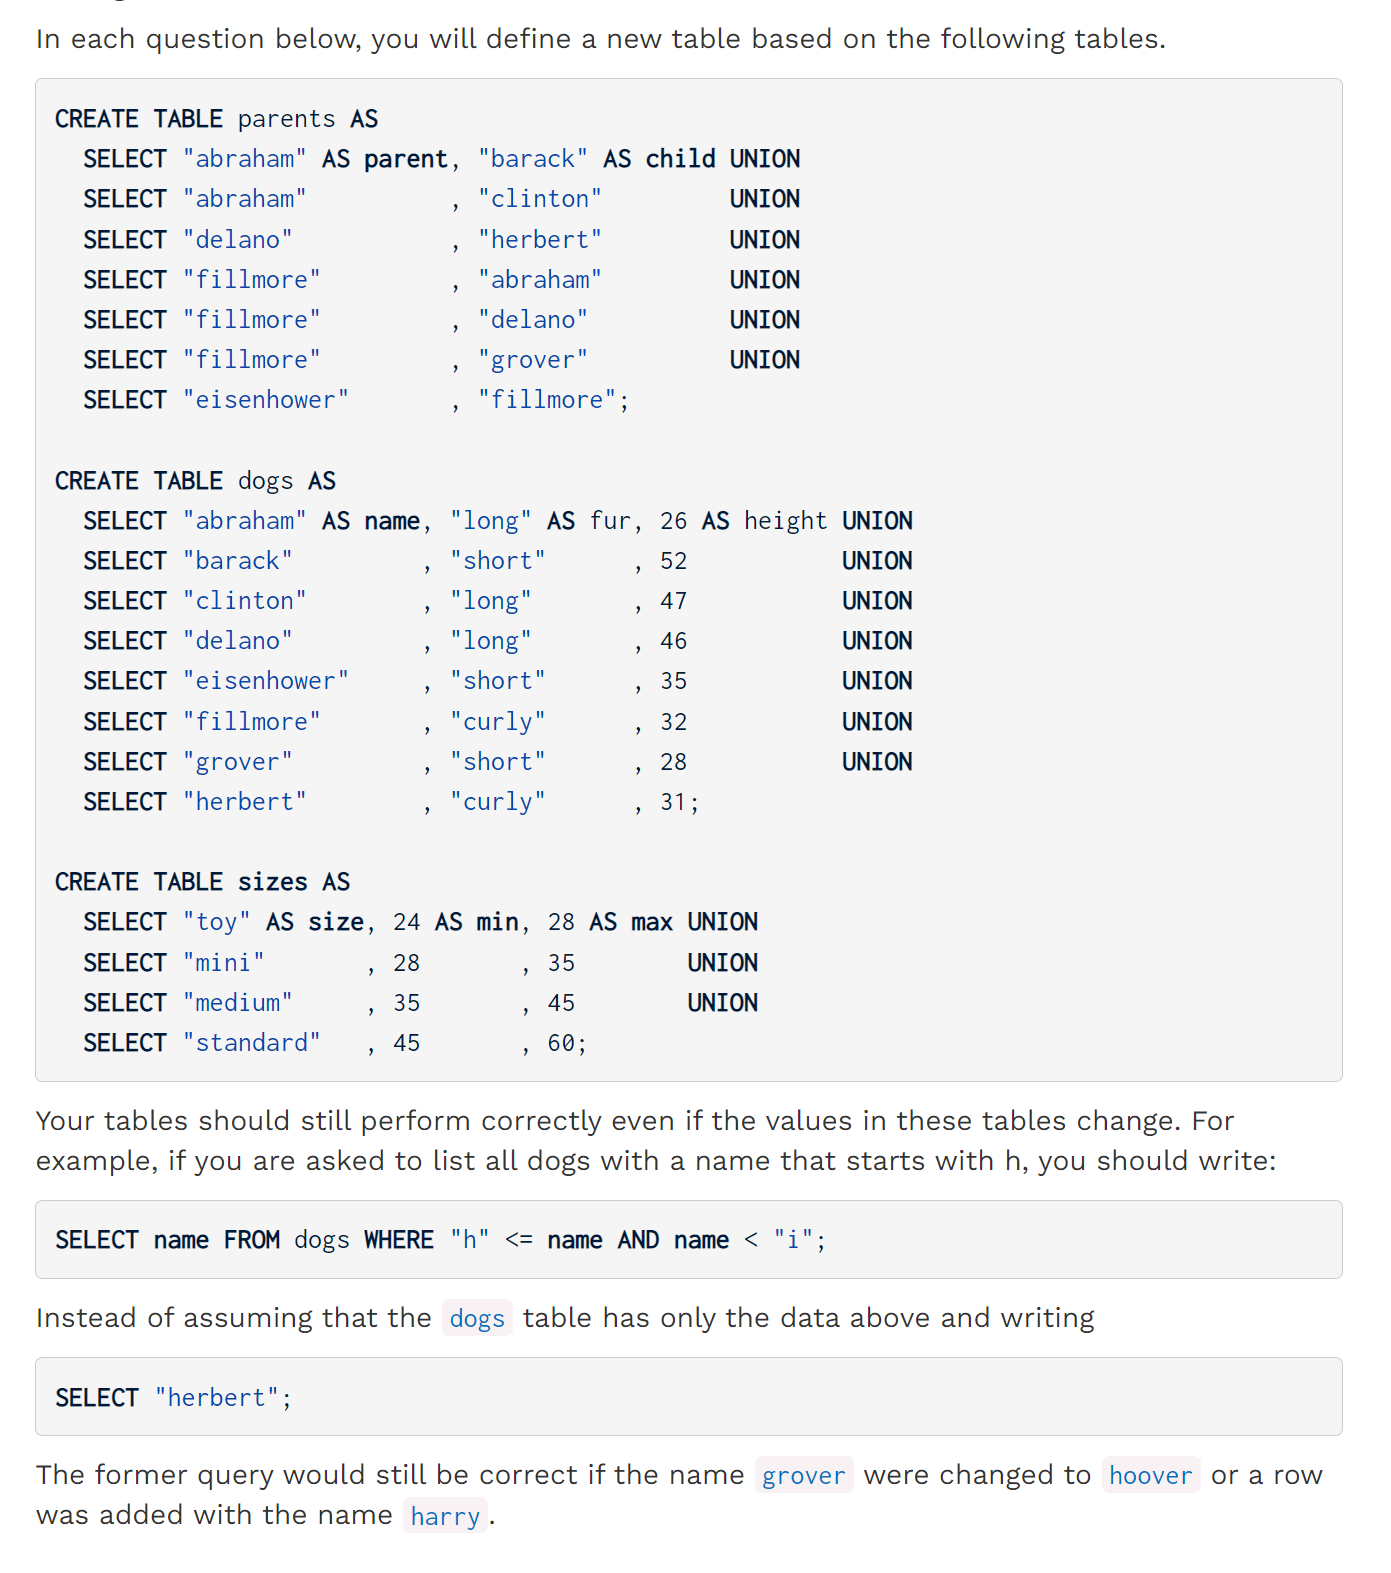 In each question below, you will define a new table based on the following tables.
CREATE TABLE parents AS
  SELECT "abraham" AS parent, "barack" AS child UNION
  SELECT "abraham"          , "clinton"         UNION
  SELECT "delano"           , "herbert"         UNION
  SELECT "fillmore"         , "abraham"         UNION
  SELECT "fillmore"         , "delano"          UNION
  SELECT "fillmore"         , "grover"          UNION
  SELECT "eisenhower"       , "fillmore";
CREATE TABLE dogs AS
  SELECT "abraham" AS name, "long" AS fur, 26 AS height UNION
  SELECT "barack"         , "short"      , 52           UNION
  SELECT "clinton"        , "long"       , 47           UNION
  SELECT "delano"         , "long"       , 46           UNION
  SELECT "eisenhower"     , "short"      , 35           UNION
  SELECT "fillmore"       , "curly"      , 32           UNION
  SELECT "grover"         , "short"      , 28           UNION
  SELECT "herbert"        , "curly"      , 31;
CREATE TABLE sizes AS
  SELECT "toy" AS size, 24 AS min, 28 AS max UNION
  SELECT "mini"       , 28       , 35        UNION
  SELECT "medium"     , 35       , 45        UNION
  SELECT "standard"   , 45       , 60;
Your tables should still perform correctly even if the values in these tables change. For
example, if you are asked to list all dogs with a name that starts with h, you should write:
SELECT name FROM dogs WHERE "h" <= name AND name < "i";
Instead of assuming that the dogs table has only the data above and writing
SELECT "herbert";
The former query would still be correct if the name grover were changed to hoover or a row
was added with the name harry.